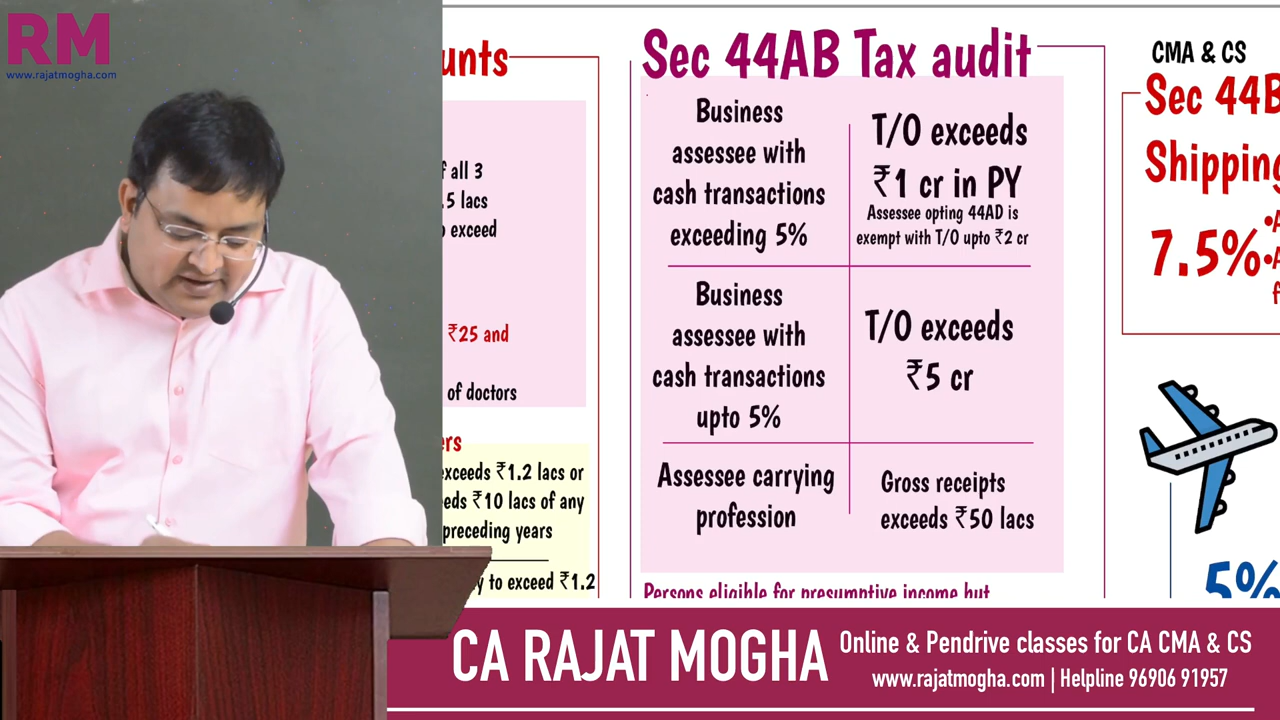 RM
www.rajatmogha.com
unts
f all 3
.5 lacs
exceed
₹25 and
of doctors
ers
exceeds ₹1.2 lacs or
eds ₹10 lacs of any
preceding years
y to exceed ₹1.2
Sec 44AB Tax audit
Business
assessee with
cash transactions
exceeding 5%
T/O exceeds
₹1 cr in PY
Assessee opting 44AD is
exempt with T/O upto ₹2 cr
Business
assessee with
cash transactions
upto 5%
T/O exceeds
₹5 cr
Assessee carrying
profession
Gross receipts
exceeds ₹50 lacs
Persons eligible for presumptive income but
CMA & CS
Sec 44B
Shipping
7.5%
•A
•A
f
5%
CA RAJAT MOGHA
Online & Pendrive classes for CA CMA & CS
www.rajatmogha.com | Helpline 96906 91957